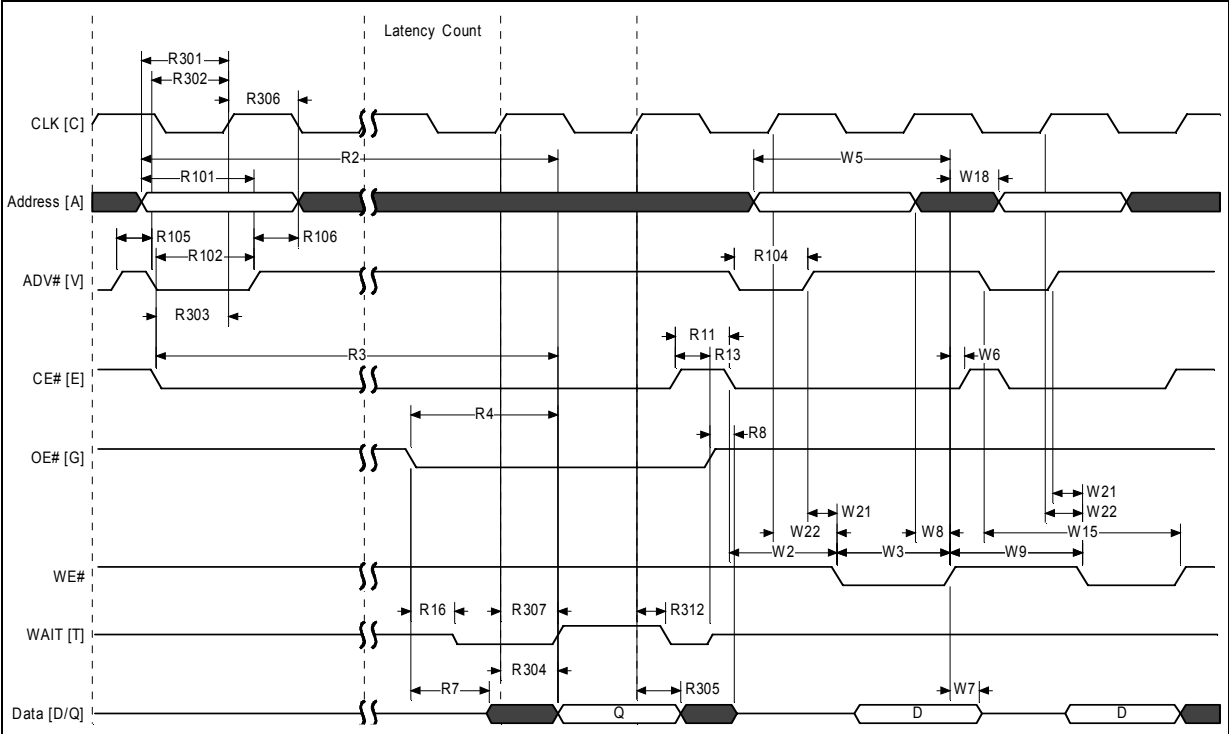 Latency Count
R301
R302
R306
CLK [C]
R2
W5
R101
W18
Address [A]
R105
R106
R102
R104
ADV# [V]
R303
R11
R3
R13
W6
CE# [E]
R4
R8
OE# [G]
W21
W21
W22
W22
W8
W15
W2
W3
W9
WE#
R16
R307
R312
WAIT [T]
R304
R7
R305
W7
Data [D/Q]
Q
D
D